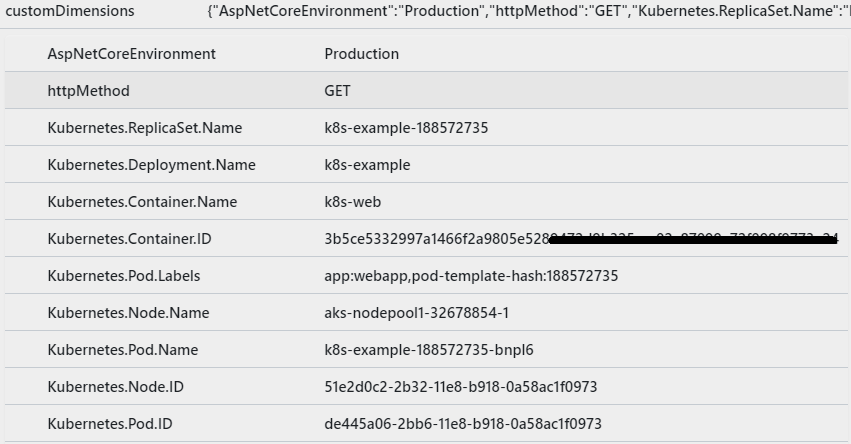 customDimensions {"AspNetCoreEnvironment":"Production","httpMethod":"GET","Kubernetes.ReplicaSet.Name":"
AspNetCoreEnvironment Production
httpMethod GET
Kubernetes.ReplicaSet.Name k8s-example-188572735
Kubernetes.Deployment.Name k8s-example
Kubernetes.Container.Name k8s-web
Kubernetes.Container.ID 3b5ce5332997a1466f2a9805e528
Kubernetes.Pod.Labels app:webapp,pod-template-hash:188572735
Kubernetes.Node.Name aks-nodepool1-32678854-1
Kubernetes.Pod.Name k8s-example-188572735-bnpl6
Kubernetes.Node.ID 51e2d0c2-2b32-11e8-b918-0a58ac1f0973
Kubernetes.Pod.ID de445a06-2bb6-11e8-b918-0a58ac1f0973